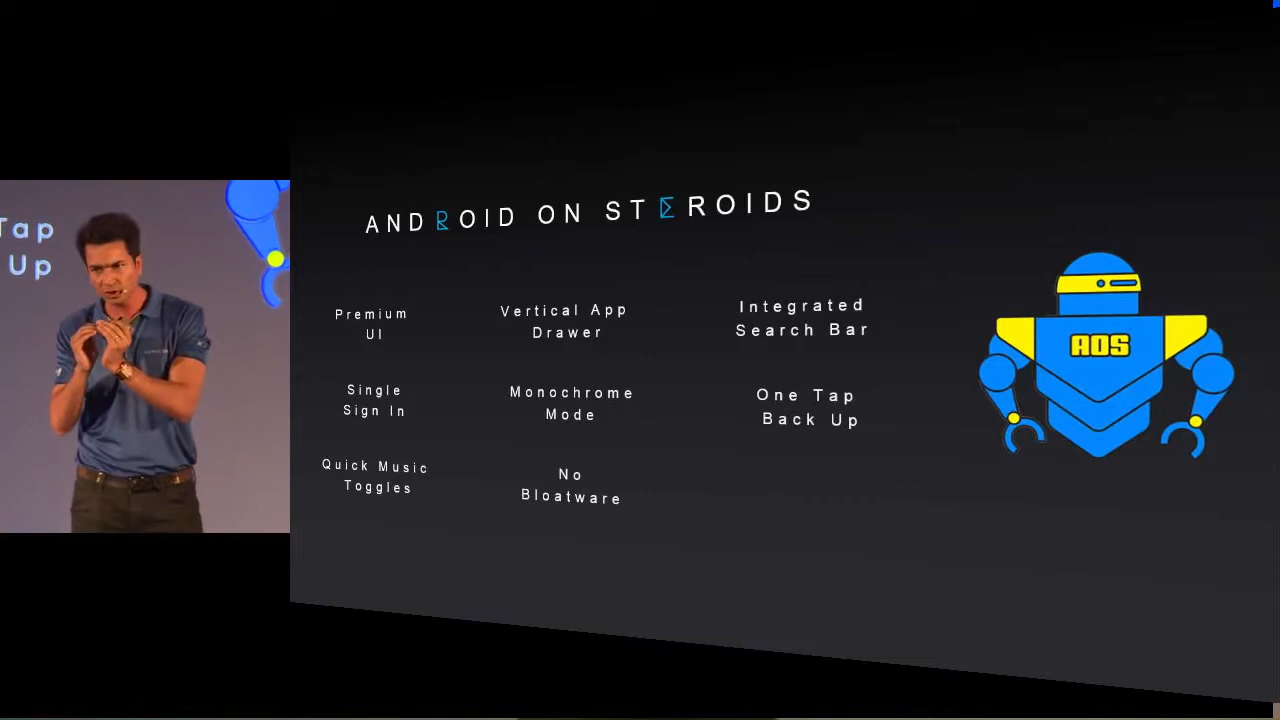 Tap
Up
ANDROID ON STEROIDS
Premium
UI
Vertical App
Drawer
Integrated
Search Bar
Single
Sign In
Monochrome
Mode
One Tap
Back Up
Quick Music
Toggles
No
Bloatware
AOS